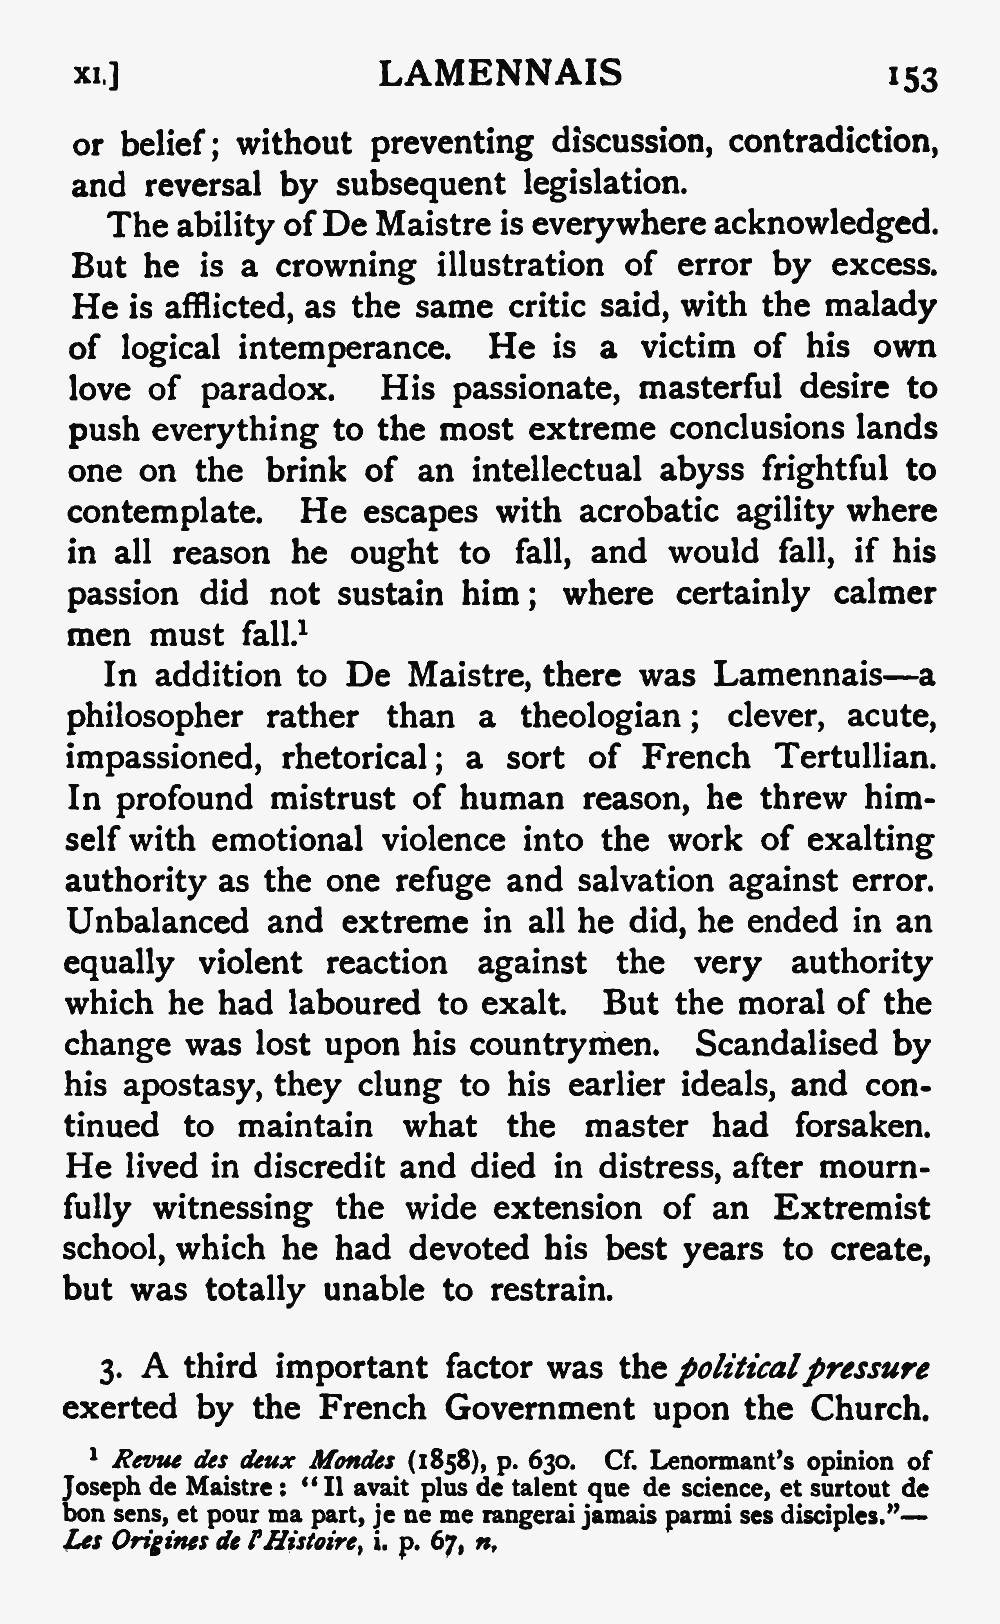 XI.] LAMENNAIS 153
or belief; without preventing discussion, contradiction,
and reversal by subsequent legislation.
The ability of De Maistre is everywhere acknowledged.
But he is a crowning illustration of error by excess.
He is afflicted, as the same critic said, with the malady
of logical intemperance. He is a victim of his own
love of paradox. His passionate, masterful desire to
push everything to the most extreme conclusions lands
one on the brink of an intellectual abyss frightful to
contemplate. He escapes with acrobatic agility where
in all reason he ought to fall, and would fall, if his
passion did not sustain him; where certainly calmer
men must fall.¹
In addition to De Maistre, there was Lamennais—a
philosopher rather than a theologian; clever, acute,
impassioned, rhetorical; a sort of French Tertullian.
In profound mistrust of human reason, he threw him-
self with emotional violence into the work of exalting
authority as the one refuge and salvation against error.
Unbalanced and extreme in all he did, he ended in an
equally violent reaction against the very authority
which he had laboured to exalt. But the moral of the
change was lost upon his countrymen. Scandalised by
his apostasy, they clung to his earlier ideals, and con-
tinued to maintain what the master had forsaken.
He lived in discredit and died in distress, after mourn-
fully witnessing the wide extension of an Extremist
school, which he had devoted his best years to create,
but was totally unable to restrain.
3. A third important factor was the political pressure
exerted by the French Government upon the Church.
¹ Revue des deux Mondes (1858), p. 630. Cf. Lenormant's opinion of
Joseph de Maistre: "Il avait plus de talent que de science, et surtout de
bon sens, et pour ma part, je ne me rangerai jamais parmi ses disciples."—
Les Origines de l'Histoire, i. p. 67, n.